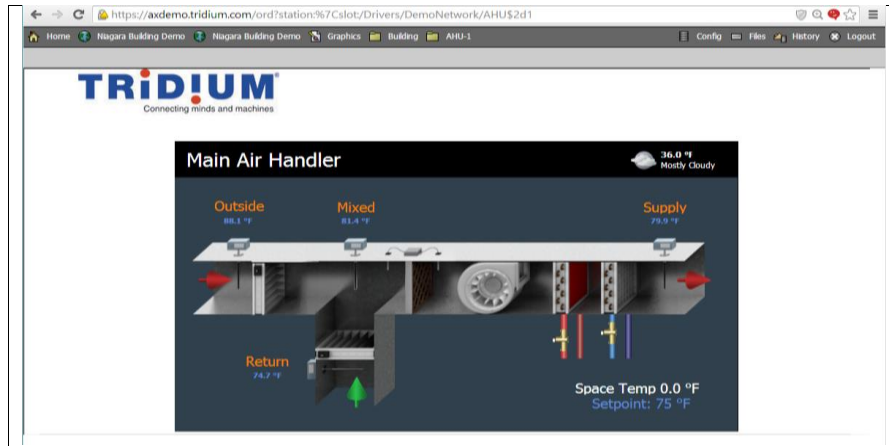 https://axdemo.tridium.com/ord?station:%7Cslot:/Drivers/DemoNetwork/AHU$2d1
Home Niagara Building Demo Niagara Building Demo Graphics Building AHU-1 Config Files History Logout
TRiDiUM
Connecting minds and machines
Main Air Handler
36.0 °F
Mostly Cloudy
Outside
88.1 °F
Mixed
81.4 °F
Supply
79.9 °F
Return
74.7 °F
Space Temp 0.0 °F
Setpoint: 75 °F